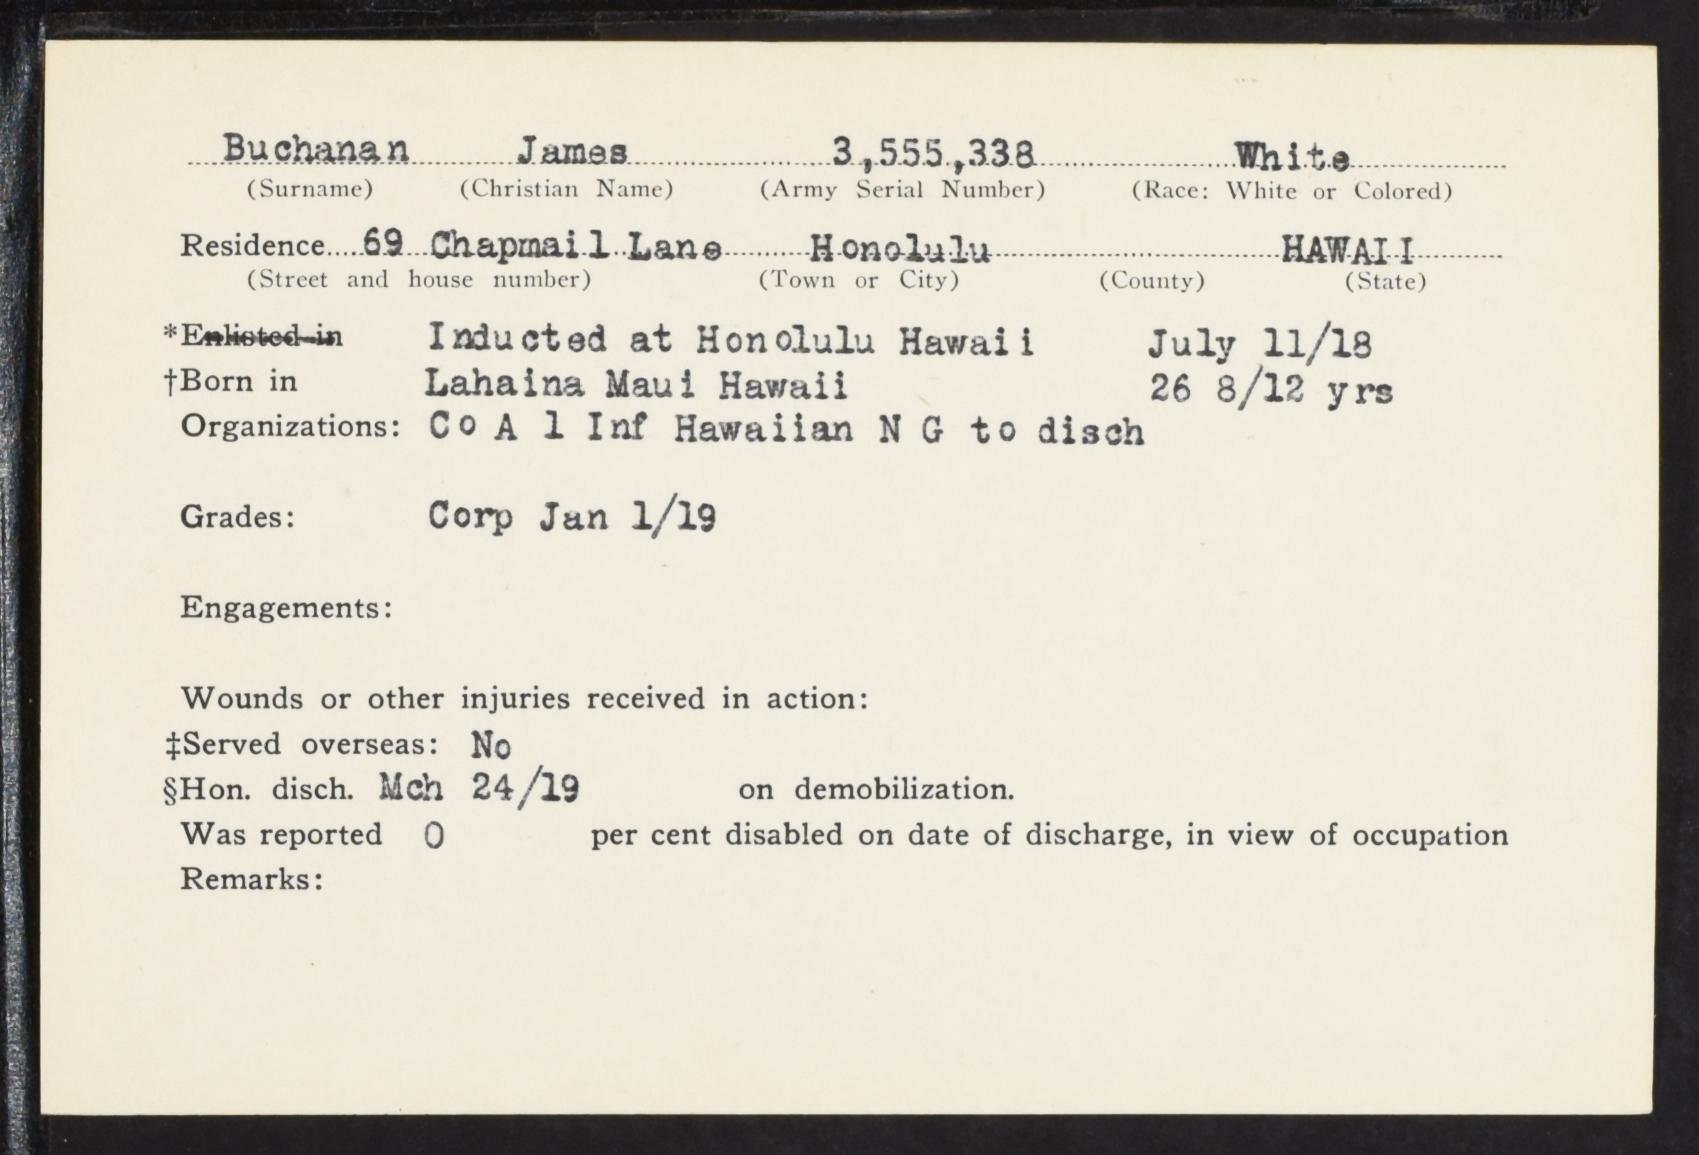 Buchanan James 3,555,338 White
(Surname) (Christian Name) (Army Serial Number) (Race: White or Colored)
Residence 69 Chapmail Lane Honolulu HAWAII
(Street and house number) (Town or City) (County) (State)
*Enlisted in Inducted at Honolulu Hawaii July 11/18
†Born in Lahaina Maui Hawaii 26 8/12 yrs
Organizations: Co A 1 Inf Hawaiian N G to disch
Grades: Corp Jan 1/19
Engagements:
Wounds or other injuries received in action:
‡Served overseas: No
§Hon. disch. Mch 24/19 on demobilization.
Was reported 0 per cent disabled on date of discharge, in view of occupation
Remarks: